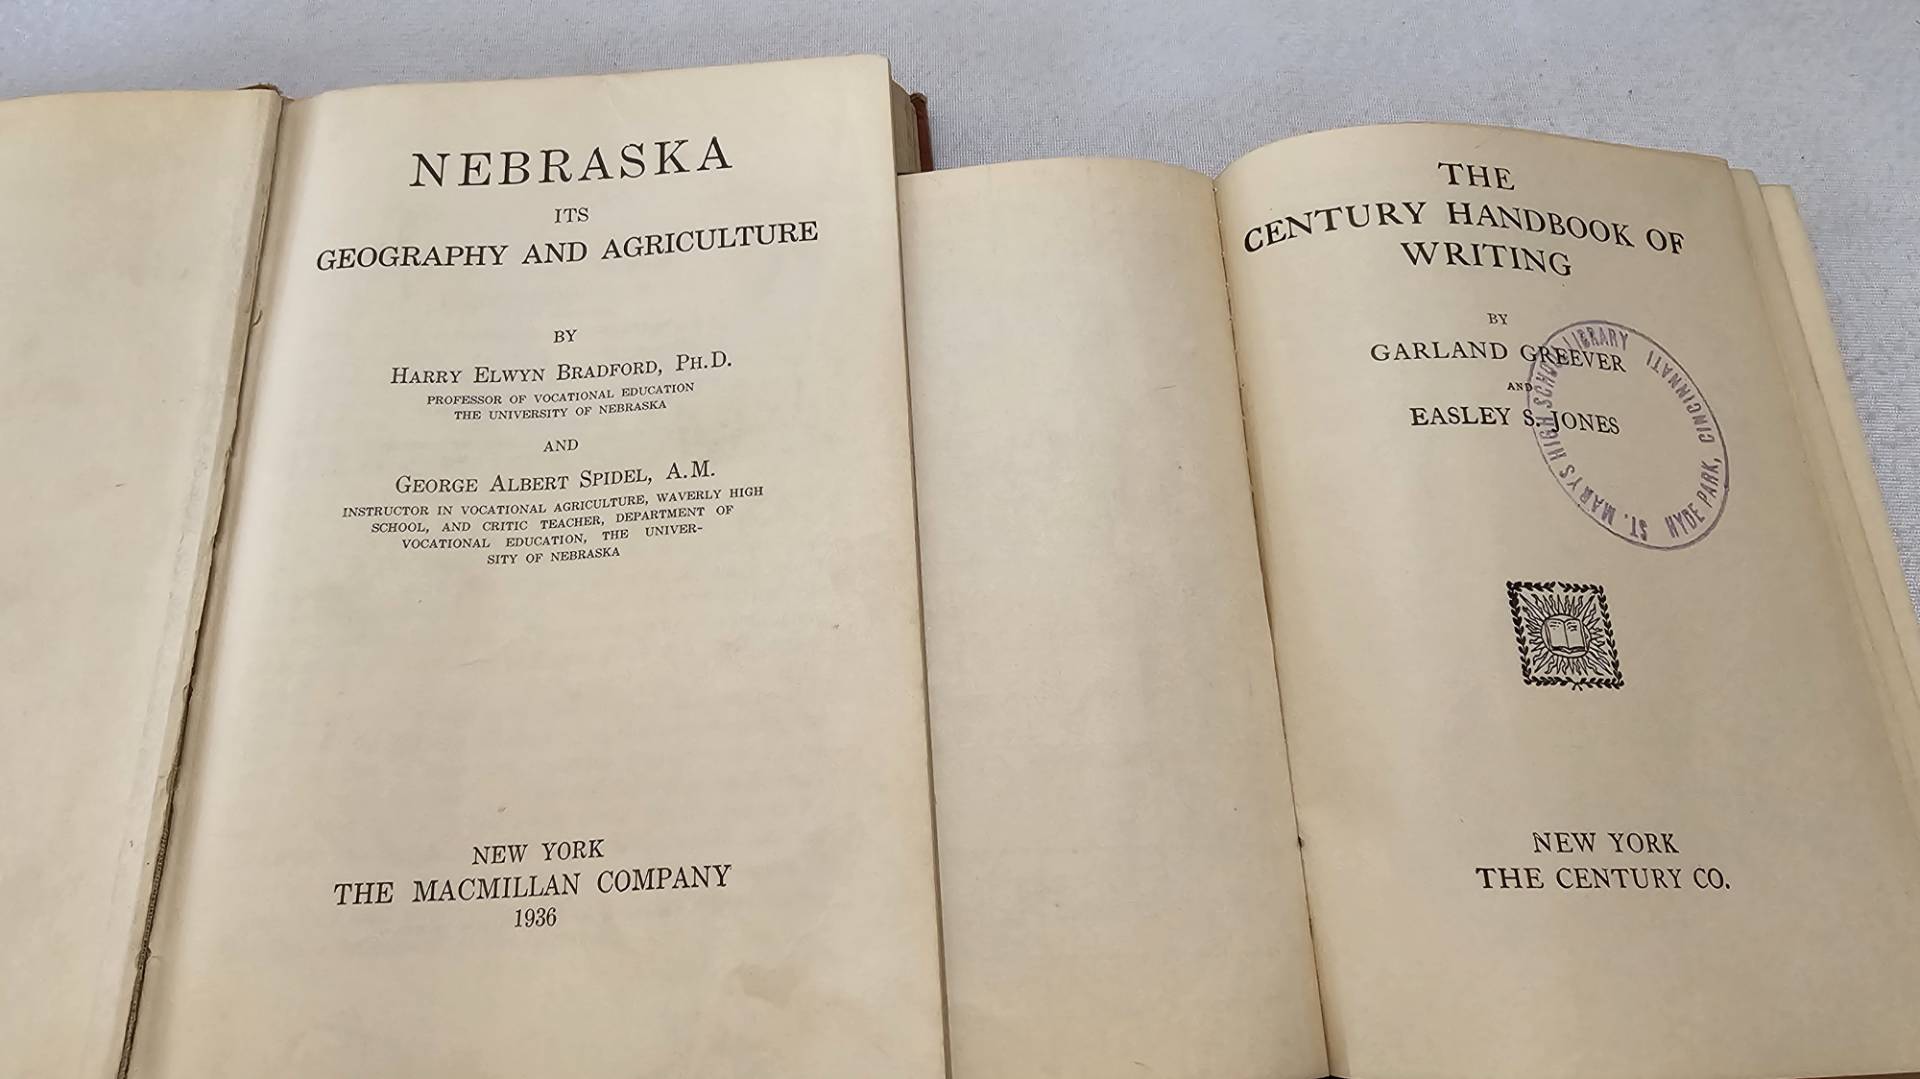 NEBRASKA
ITS
GEOGRAPHY AND AGRICULTURE
BY
HARRY ELWYN BRADFORD, PH.D.
PROFESSOR OF VOCATIONAL EDUCATION
THE UNIVERSITY OF NEBRASKA
AND
GEORGE ALBERT SPIDEL, A.M.
INSTRUCTOR IN VOCATIONAL AGRICULTURE, WAVERLY HIGH
SCHOOL, AND CRITIC TEACHER, DEPARTMENT OF
VOCATIONAL EDUCATION, THE UNIVER-
SITY OF NEBRASKA
NEW YORK
THE MACMILLAN COMPANY
1936
THE
CENTURY HANDBOOK OF
WRITING
BY
GARLAND GREEVER
AND
EASLEY S. JONES
ST. MARYS HIGH SCHOOL LIBRARY
HYDE PARK, CINCINNATI
NEW YORK
THE CENTURY CO.